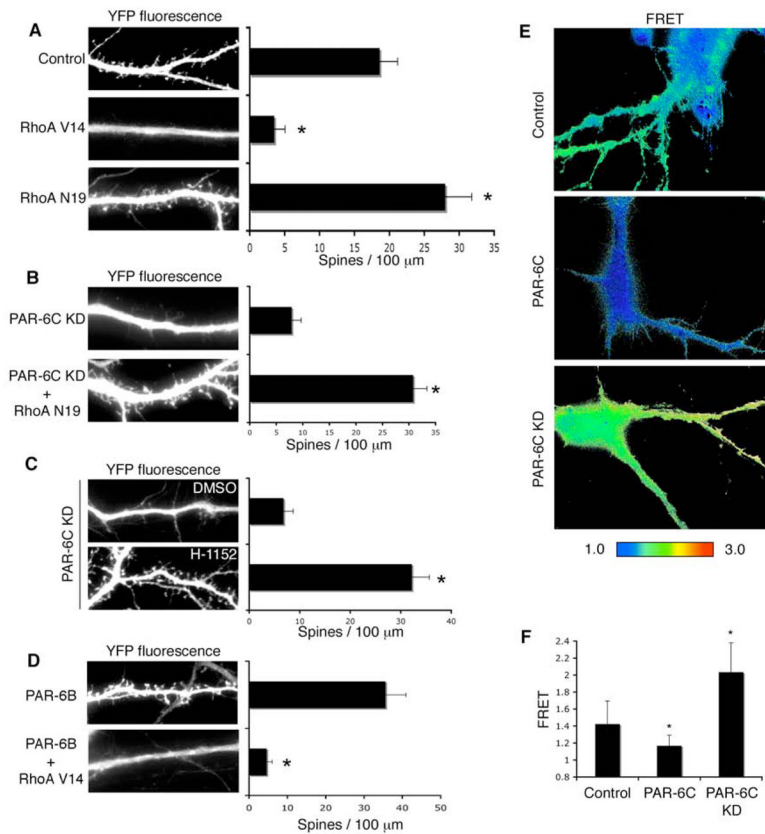 A
YFP fluorescence
Control
RhoA V14
*
RhoA N19
*
0 5 10 15 20 25 30 35
Spines / 100 μm
B
YFP fluorescence
PAR-6C KD
PAR-6C KD
+
RhoA N19
*
0 5 10 15 20 25 30 35
Spines / 100 μm
C
YFP fluorescence
PAR-6C KD
DMSO
H-1152
*
0 10 20 30 40
Spines / 100 μm
D
YFP fluorescence
PAR-6B
PAR-6B
+
RhoA V14
*
0 10 20 30 40 50
Spines / 100 μm
E
FRET
Control
PAR-6C
PAR-6C KD
1.0 3.0
F
FRET
2.4
2.2
2
1.8
1.6
1.4
1.2
1
0.8
*
*
Control PAR-6C PAR-6C
KD